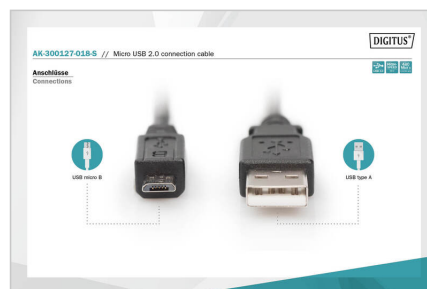 DIGITUS®
AK-300127-018-S // Micro USB 2.0 connection cable
Anschlüsse
Connections
USB micro B
USB type A